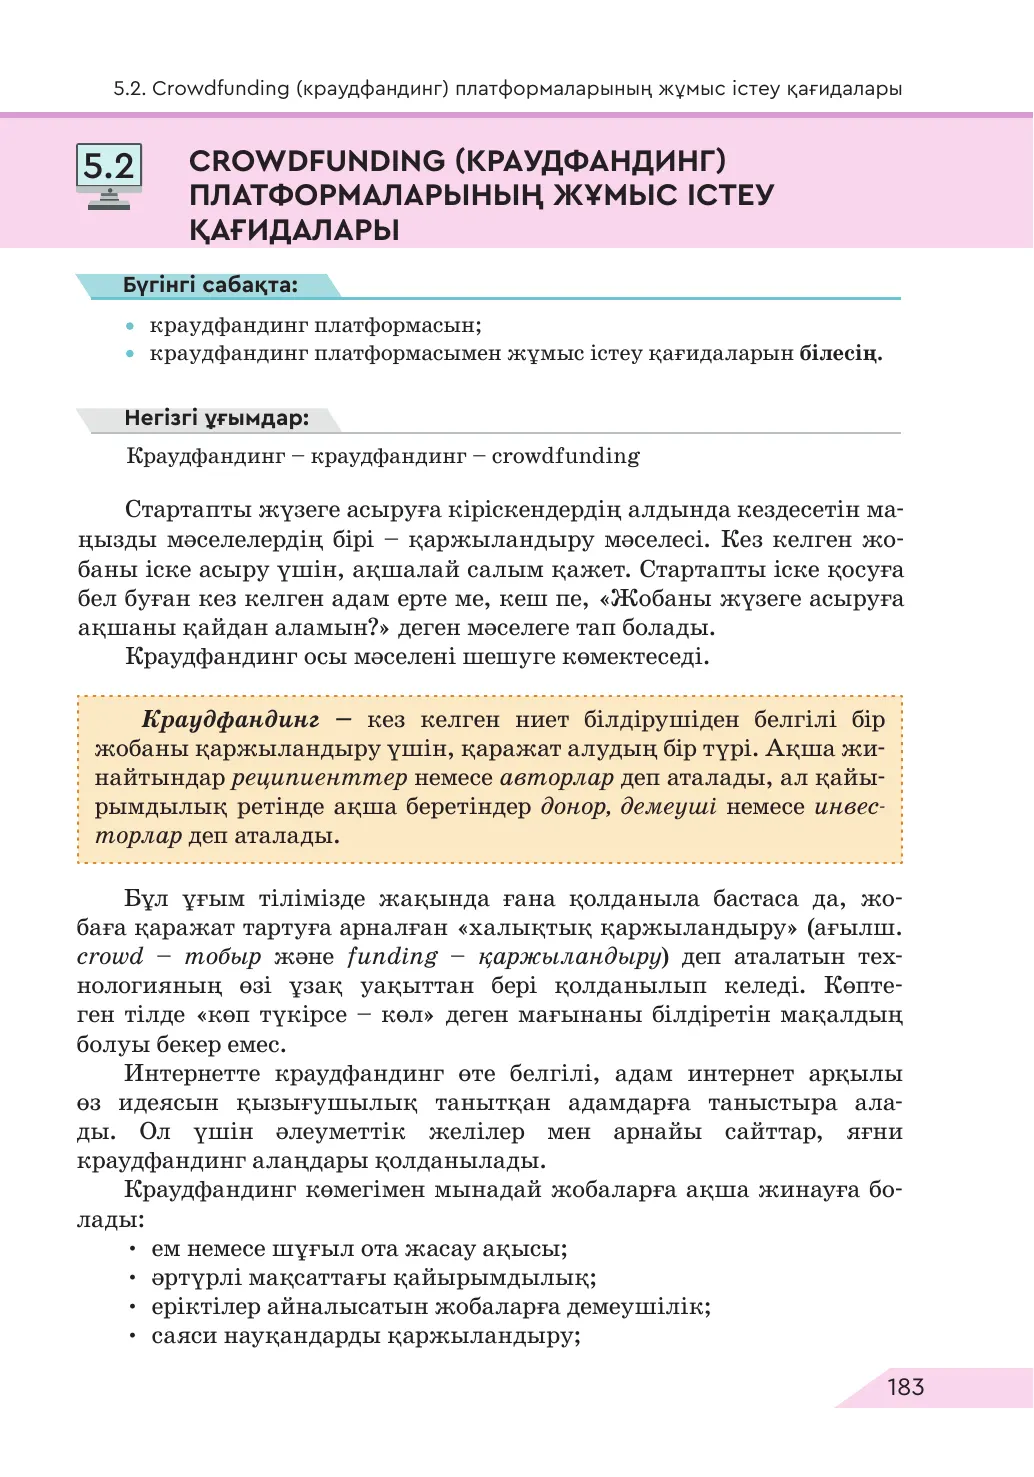 5.2. Crowdfunding (краудфандинг) платформаларының жұмыс істеу қағидалары
5.2
CROWDFUNDING (КРАУДФАНДИНГ)
ПЛАТФОРМАЛАРЫНЫҢ ЖҰМЫС ІСТЕУ
ҚАҒИДАЛАРЫ
Бүгінгі сабақта:
• краудфандинг платформасын;
• краудфандинг платформасымен жұмыс істеу қағидаларын білесің.
Негізгі ұғымдар:
Краудфандинг – краудфандинг – crowdfunding
Стартапты жүзеге асыруға кіріскендердің алдында кездесетін ма-
ңызды мәселелердің бірі – қаржыландыру мәселесі. Кез келген жо-
баны іске асыру үшін, ақшалай салым қажет. Стартапты іске қосуға
бел буған кез келген адам ерте ме, кеш пе, «Жобаны жүзеге асыруға
ақшаны қайдан аламын?» деген мәселеге тап болады.
Краудфандинг осы мәселені шешуге көмектеседі.
Краудфандинг – кез келген ниет білдірушіден белгілі бір
жобаны қаржыландыру үшін, қаражат алудың бір түрі. Ақша жи-
найтындар реципиенттер немесе авторлар деп аталады, ал қайы-
рымдылық ретінде ақша беретіндер донор, демеуші немесе инвес-
торлар деп аталады.
Бұл ұғым тілімізде жақында ғана қолданыла бастаса да, жо-
баға қаражат тартуға арналған «халықтық қаржыландыру» (ағылш.
crowd – тобыр және funding – қаржыландыру) деп аталатын тех-
нологияның өзі ұзақ уақыттан бері қолданылып келеді. Көпте-
ген тілде «көп түкірсе – көл» деген мағынаны білдіретін мақалдың
болуы бекер емес.
Интернетте краудфандинг өте белгілі, адам интернет арқылы
өз идеясын қызығушылық танытқан адамдарға таныстыра ала-
ды. Ол үшін әлеуметтік желілер мен арнайы сайттар, яғни
краудфандинг алаңдары қолданылады.
Краудфандинг көмегімен мынадай жобаларға ақша жинауға бо-
лады:
• ем немесе шұғыл ота жасау ақысы;
• әртүрлі мақсаттағы қайырымдылық;
• еріктілер айналысатын жобаларға демеушілік;
• саяси науқандарды қаржыландыру;
183